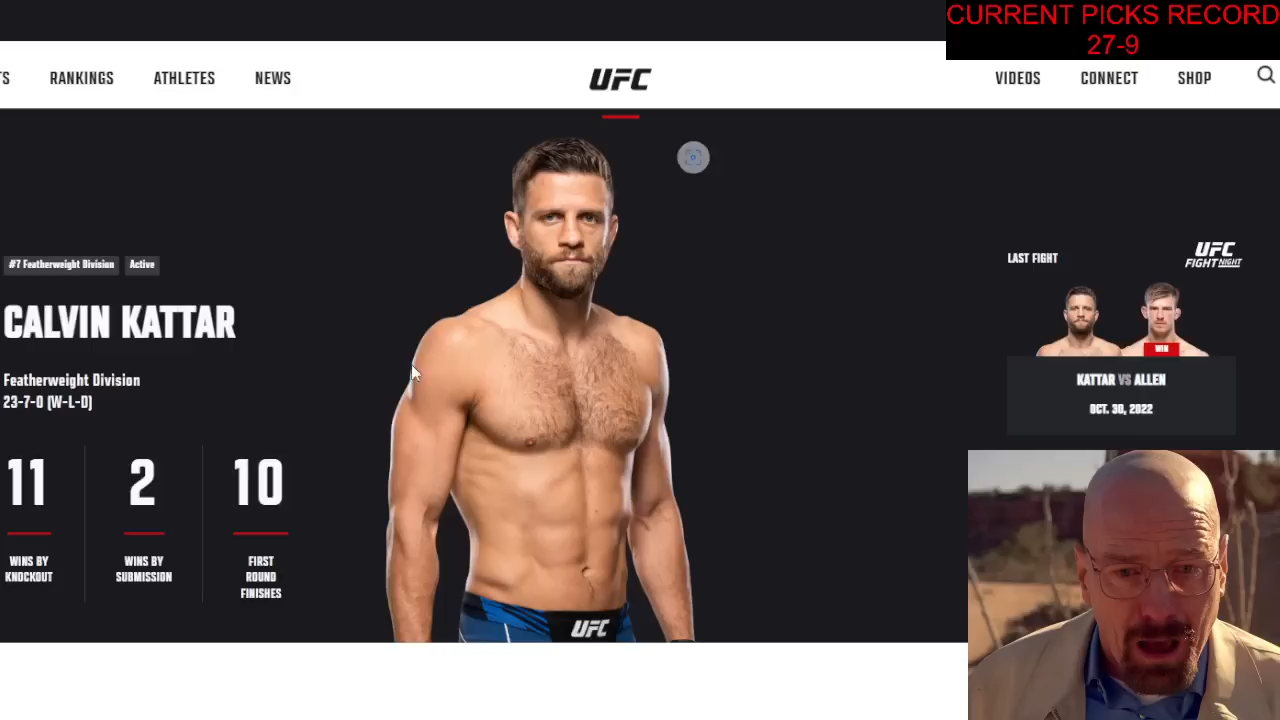 CURRENT PICKS RECORD
27-9
TS
RANKINGS
ATHLETES
NEWS
UFC
VIDEOS
CONNECT
SHOP
#7 Featherweight Division
Active
CALVIN KATTAR
Featherweight Division
23-7-0 (W-L-D)
11
WINS BY
KNOCKOUT
2
WINS BY
SUBMISSION
10
FIRST
ROUND
FINISHES
UFC
LAST FIGHT
UFC
FIGHT NIGHT
WIN
KATTAR VS ALLEN
OCT. 30, 2022